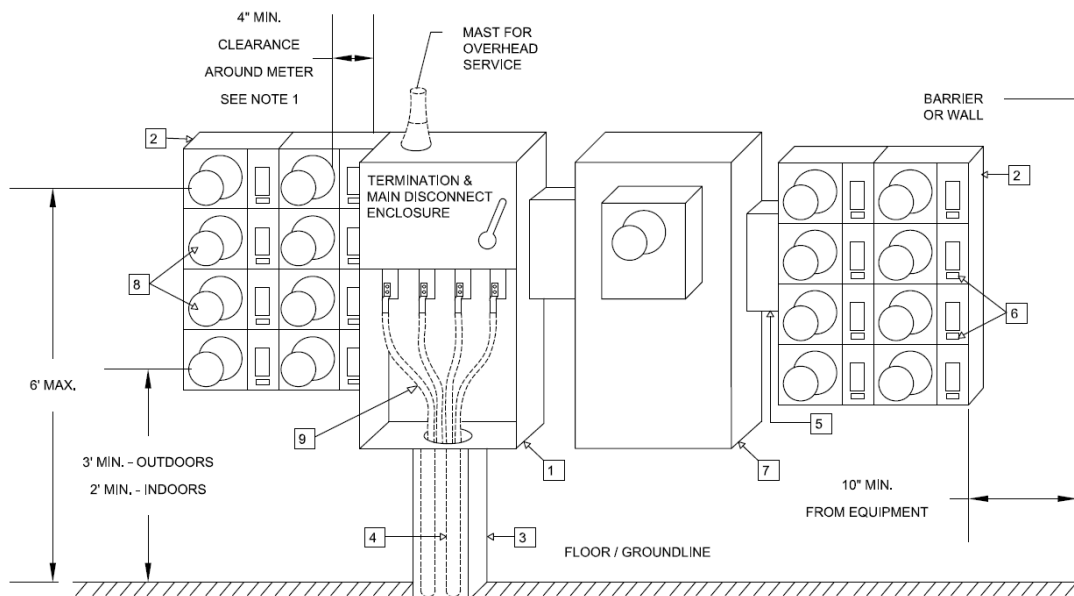 4" MIN.
CLEARANCE
AROUND METER
SEE NOTE 1
MAST FOR
OVERHEAD
SERVICE
BARRIER
OR WALL
2
TERMINATION &
MAIN DISCONNECT
ENCLOSURE
2
8
6
6' MAX.
5
9
1
7
3' MIN. - OUTDOORS
2' MIN. - INDOORS
10" MIN.
FROM EQUIPMENT
4
3
FLOOR / GROUNDLINE